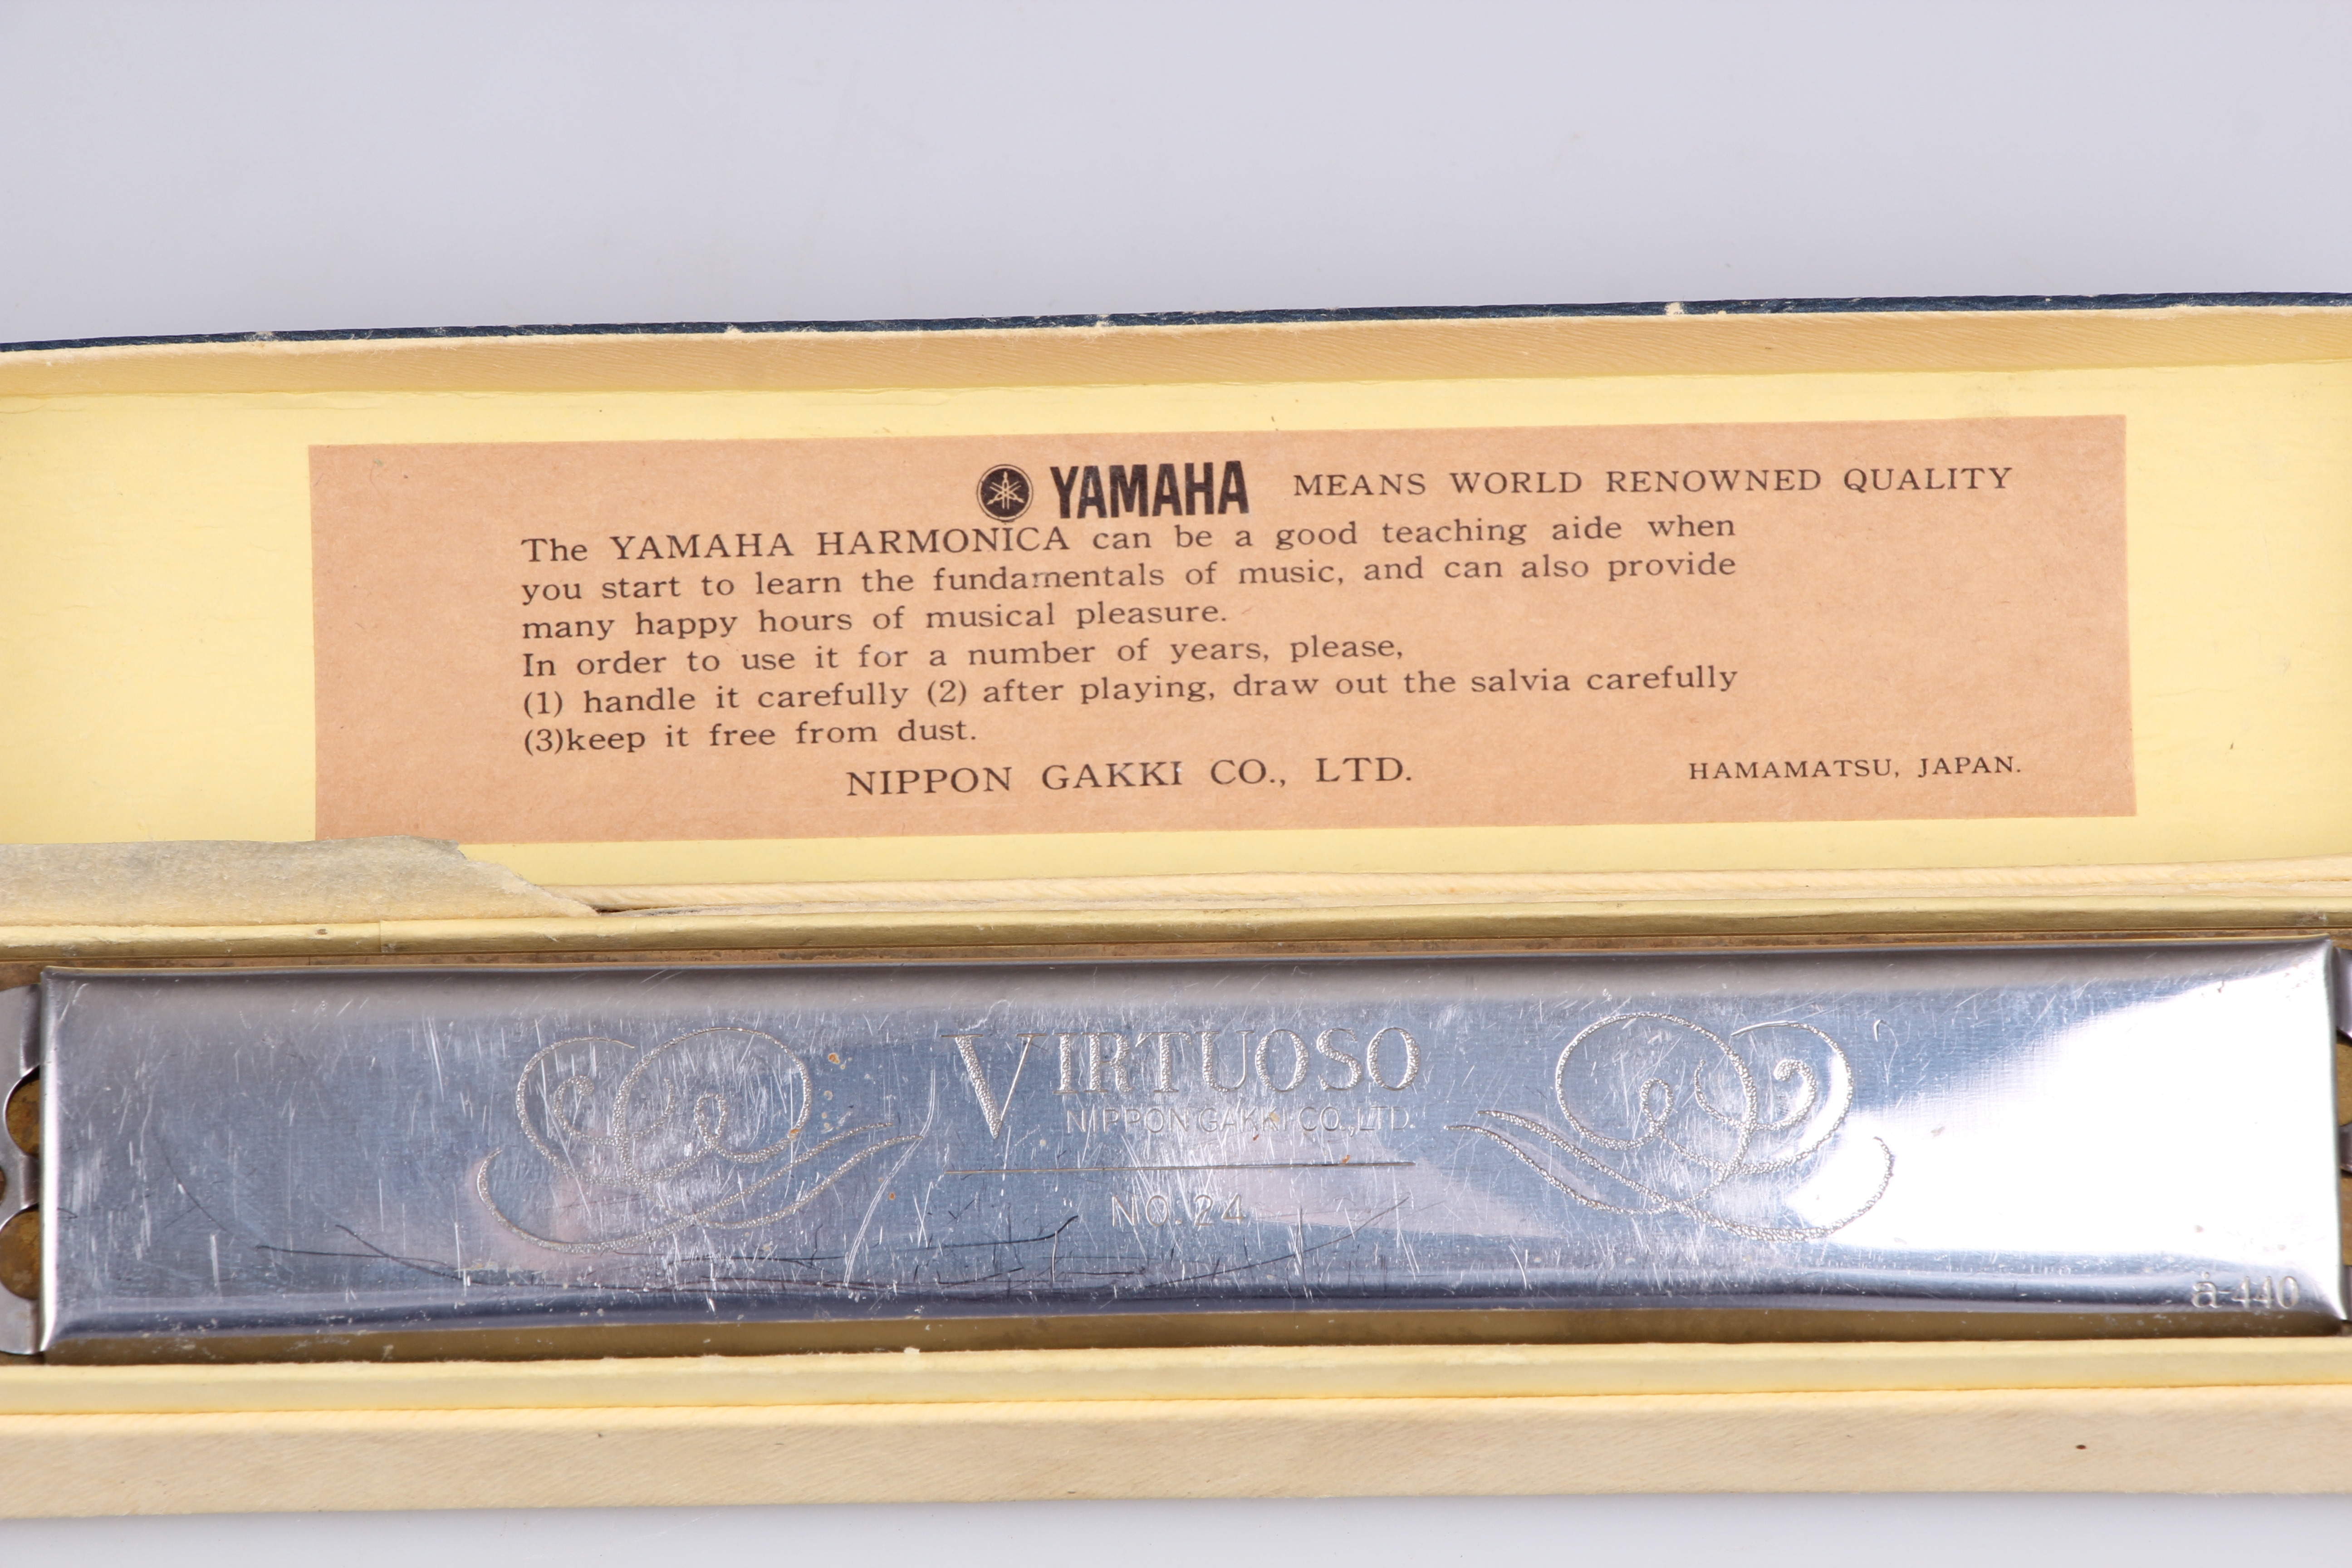 YAMAHA MEANS WORLD RENOWNED QUALITY
The YAMAHA HARMONICA can be a good teaching aide when
you start to learn the fundamentals of music, and can also provide
many happy hours of musical pleasure.
In order to use it for a number of years, please,
(1) handle it carefully (2) after playing, draw out the salvia carefully
(3)keep it free from dust.
NIPPON GAKKI CO., LTD. HAMAMATSU, JAPAN.
VIRTUOSO
NIPPON GAKKI CO., LTD.
NO. 24
a-440